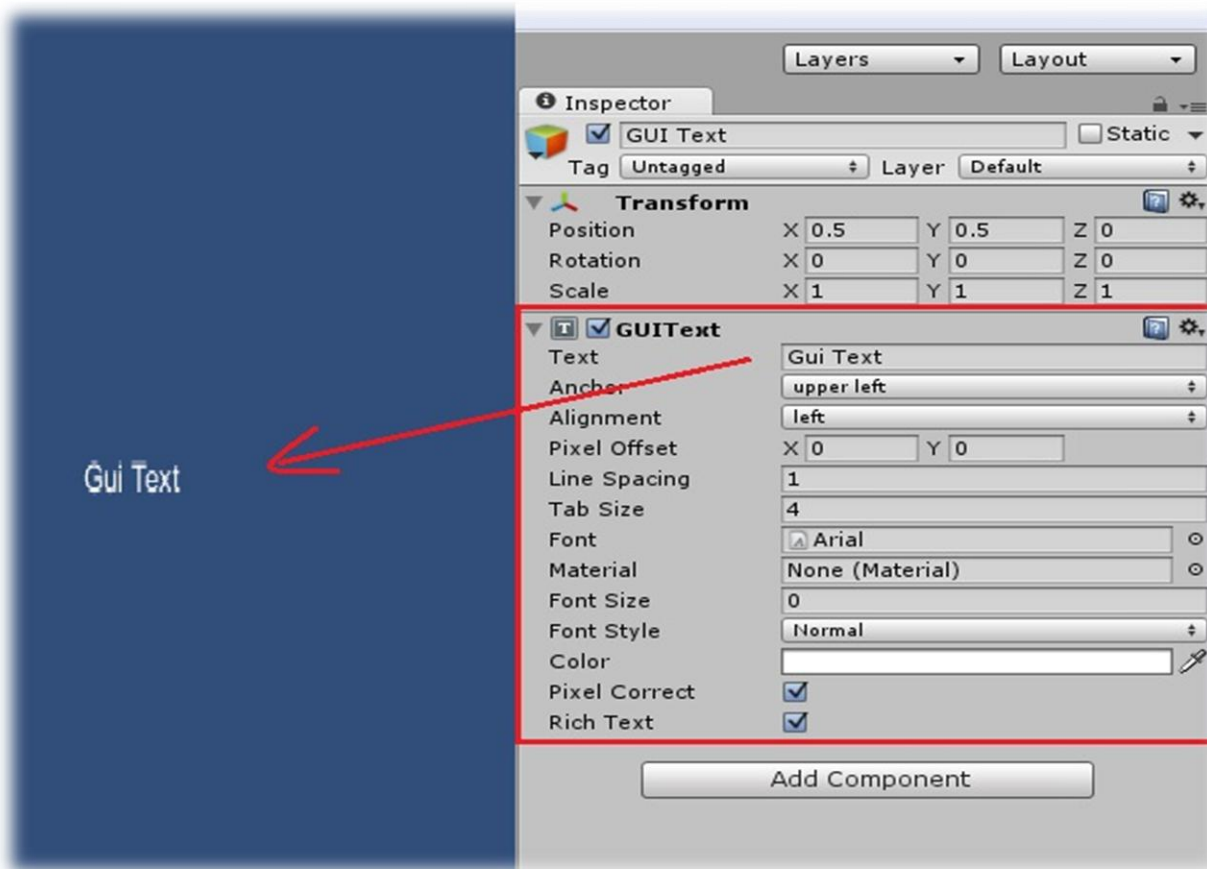 Layers Layout
Inspector
GUI Text Static
Tag Untagged Layer Default
Transform
Position X 0.5 Y 0.5 Z 0
Rotation X 0 Y 0 Z 0
Scale X 1 Y 1 Z 1
GUIText
Text Gui Text
Anchor upper left
Alignment left
Pixel Offset X 0 Y 0
Line Spacing 1
Tab Size 4
Font Arial
Material None (Material)
Font Size 0
Font Style Normal
Color
Pixel Correct
Rich Text
Add Component
Gui Text